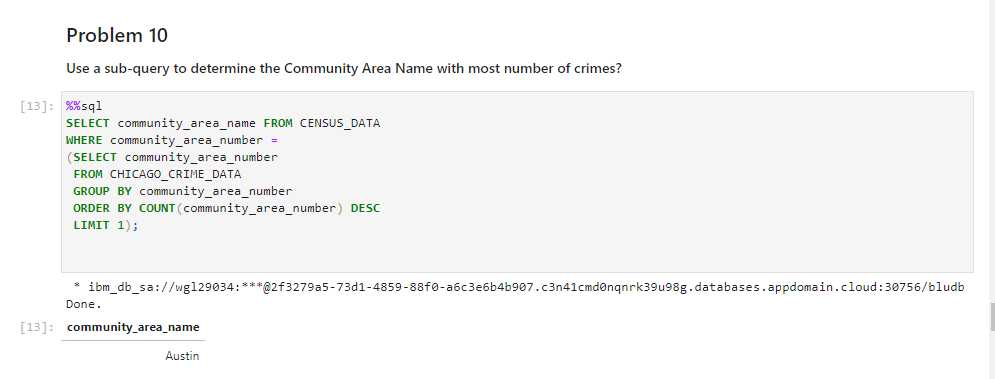 Problem 10
Use a sub-query to determine the Community Area Name with most number of crimes?
[13]: %%sql
SELECT community_area_name FROM CENSUS_DATA
WHERE community_area_number =
(SELECT community_area_number
FROM CHICAGO_CRIME_DATA
GROUP BY community_area_number
ORDER BY COUNT(community_area_number) DESC
LIMIT 1);
* ibm_db_sa://wgl29034:***@2f3279a5-73d1-4859-88f0-a6c3e6b4b907.c3n41cmd0nqnrk39u98g.databases.appdomain.cloud:30756/bludb
Done.
[13]: community_area_name
Austin